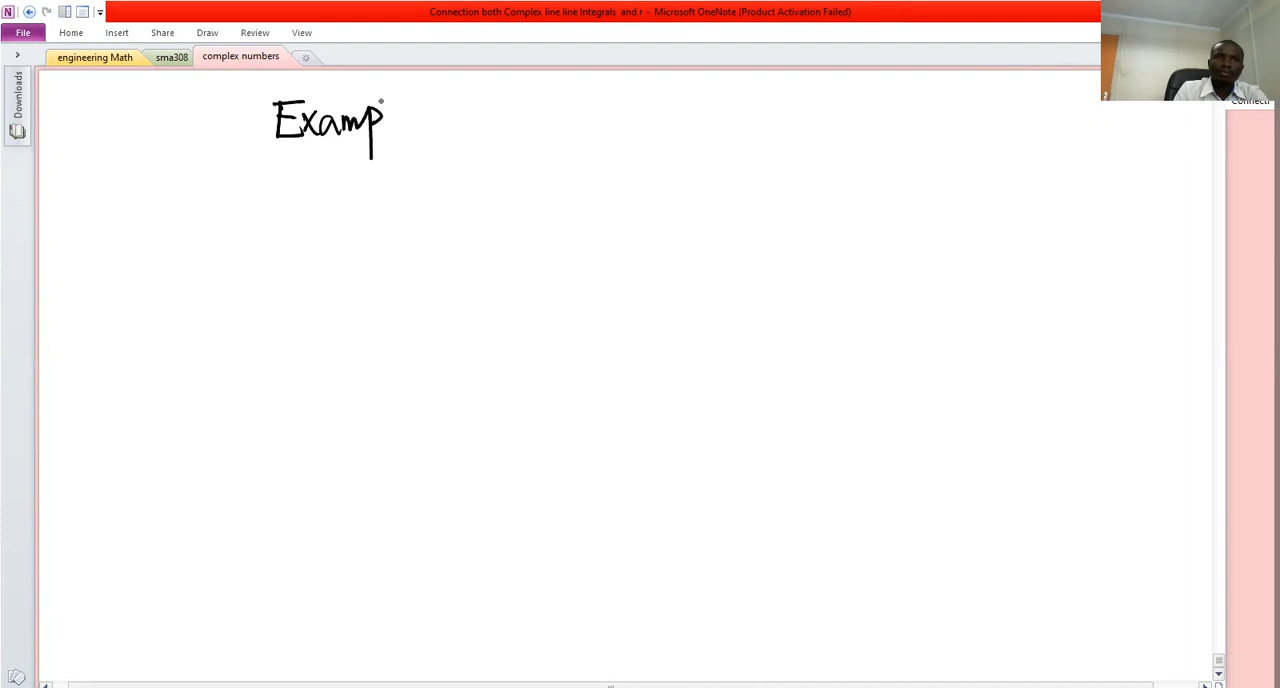 Connection both Complex line line Integrals and r - Microsoft OneNote (Product Activation Failed)
File Home Insert Share Draw Review View
engineering Math sma308 complex numbers
Downloads
Connecti
Examp